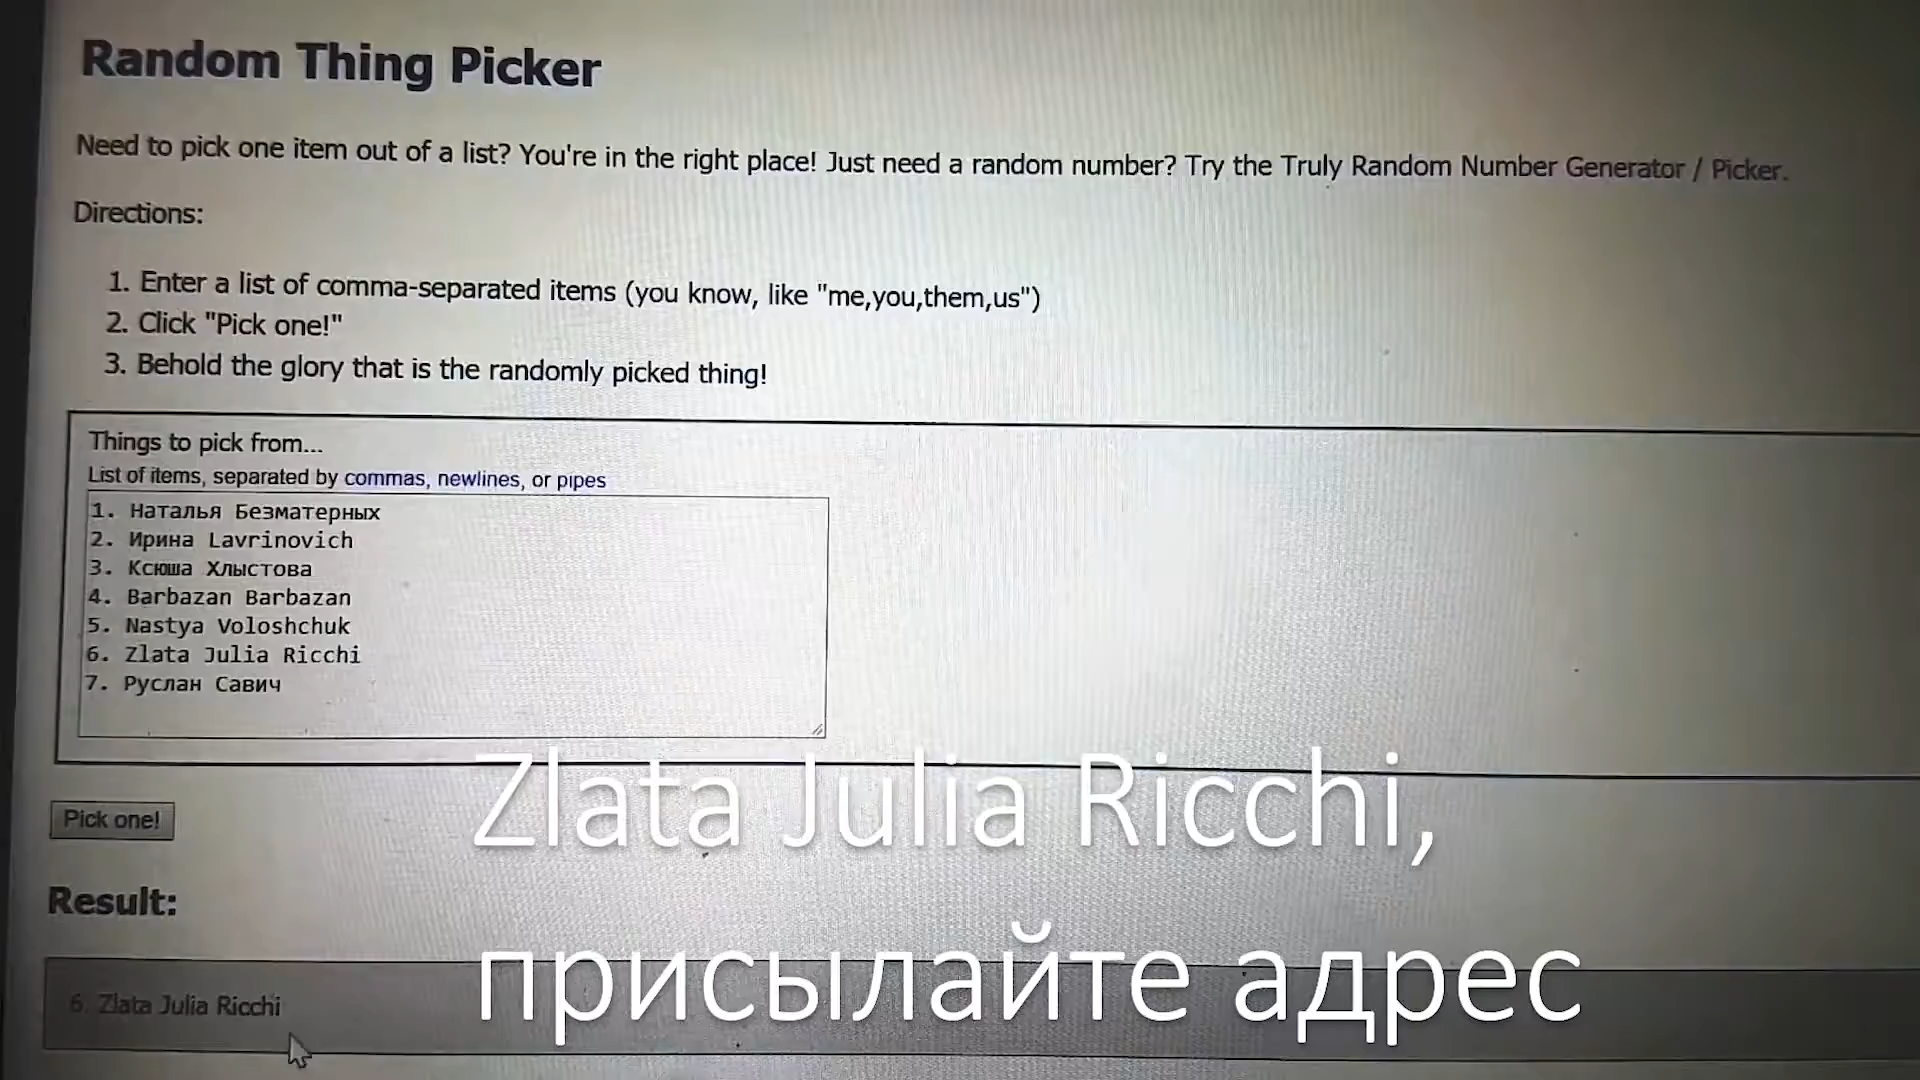 Random Thing Picker
Need to pick one item out of a list? You're in the right place! Just need a random number? Try the Truly Random Number Generator / Picker.
Directions:
1. Enter a list of comma-separated items (you know, like "me,you,them,us")
2. Click "Pick one!"
3. Behold the glory that is the randomly picked thing!
Things to pick from...
List of items, separated by commas, newlines, or pipes
1. Наталья Безматерных
2. Ирина Lavrinovich
3. Ксюша Хлыстова
4. Barbazan Barbazan
5. Nastya Voloshchuk
6. Zlata Julia Ricchi
7. Руслан Савич
Zlata Julia Ricchi,
Pick one!
Result:
присылайте адрес
6. Zlata Julia Ricchi